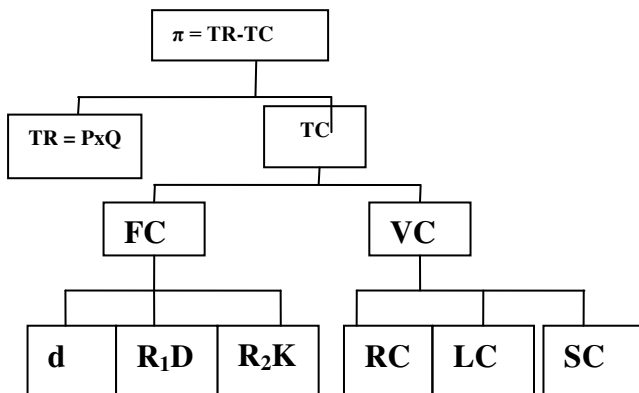 π = TR-TC
TR = PxQ
TC
FC
VC
d
R₁D
R₂K
RC
LC
SC